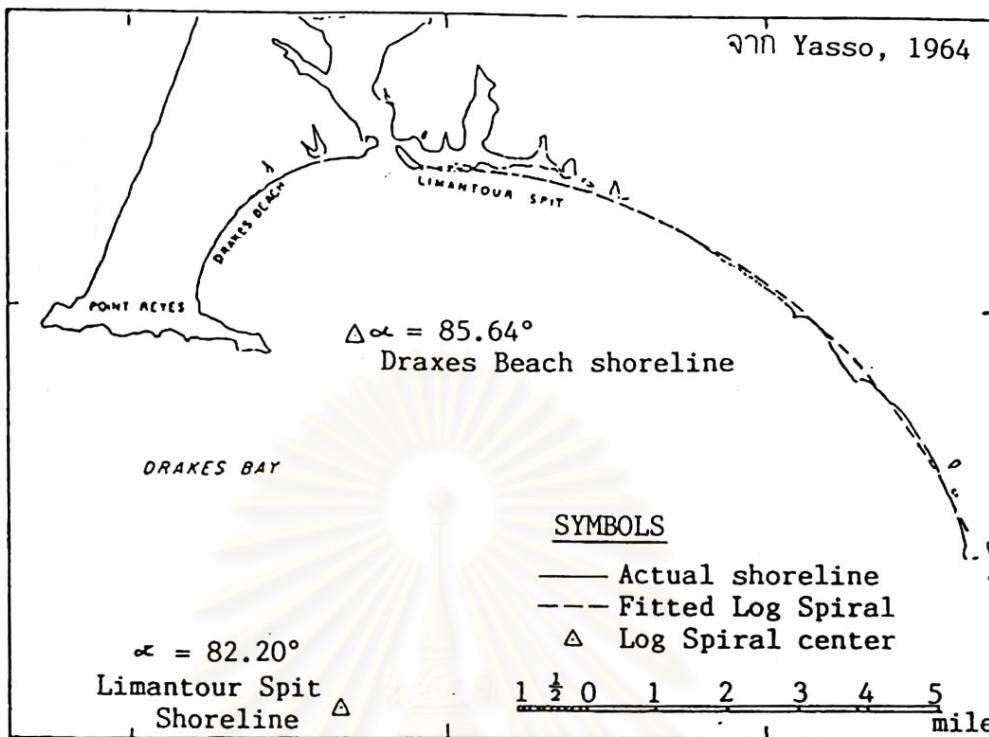 จาก Yasso, 1964
LIMANTOUR SPIT
DRAKES BEACH
POINT REYES
△ α = 85.64°
Draxes Beach shoreline
DRAKES BAY
SYMBOLS
Actual shoreline
Fitted Log Spiral
△ Log Spiral center
α = 82.20°
Limantour Spit
Shoreline △
1 ½ 0 1 2 3 4 5
mile